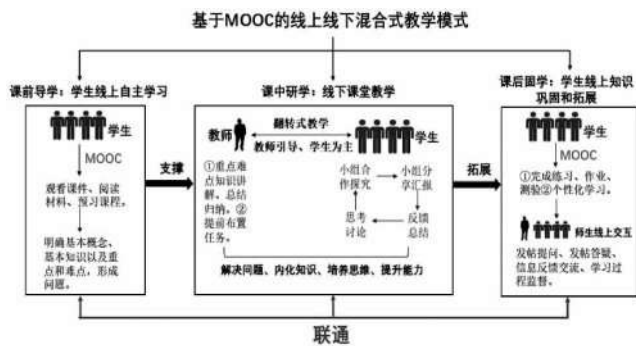 基于MOOC的线上线下混合式教学模式
课前导学：学生线上自主学习
学生
MOOC
观看课件、阅读
材料、预习课程。
明确基本概念、
基本知识以及重
点和难点，形成
问题。
支撑
课中研学：线下课堂教学
教师
翻转式教学
教师引导、学生为主
学生
①重点难
点知识讲
解、总结
归纳。②
提前布置
任务。
小组合
作探究
小组分
享汇报
思考
讨论
反馈
总结
解决问题、内化知识、培养思维、提升能力
拓展
课后固学：学生线上知识
巩固和拓展
学生
MOOC
①完成练习、作业、
测验②个性化学习。
师生线上交互
发帖提问、发帖答疑、
信息反馈交流、学习过
程监督。
联通